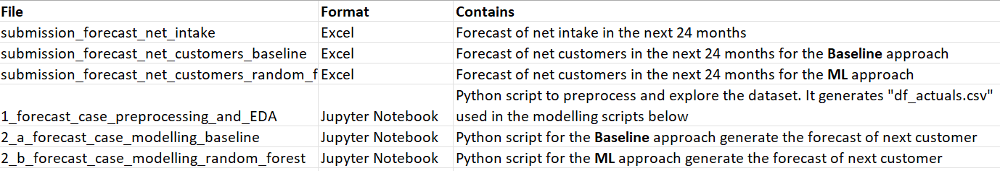 File Format Contains
submission_forecast_net_intake Excel Forecast of net intake in the next 24 months
submission_forecast_net_customers_baseline Excel Forecast of net customers in the next 24 months for the Baseline approach
submission_forecast_net_customers_random_f Excel Forecast of net customers in the next 24 months for the ML approach
Python script to preprocess and explore the dataset. It generates "df_actuals.csv"
1_forecast_case_preprocessing_and_EDA Jupyter Notebook used in the modelling scripts below
2_a_forecast_case_modelling_baseline Jupyter Notebook Python script for the Baseline approach generate the forecast of next customer
2_b_forecast_case_modelling_random_forest Jupyter Notebook Python script for the ML approach generate the forecast of next customer